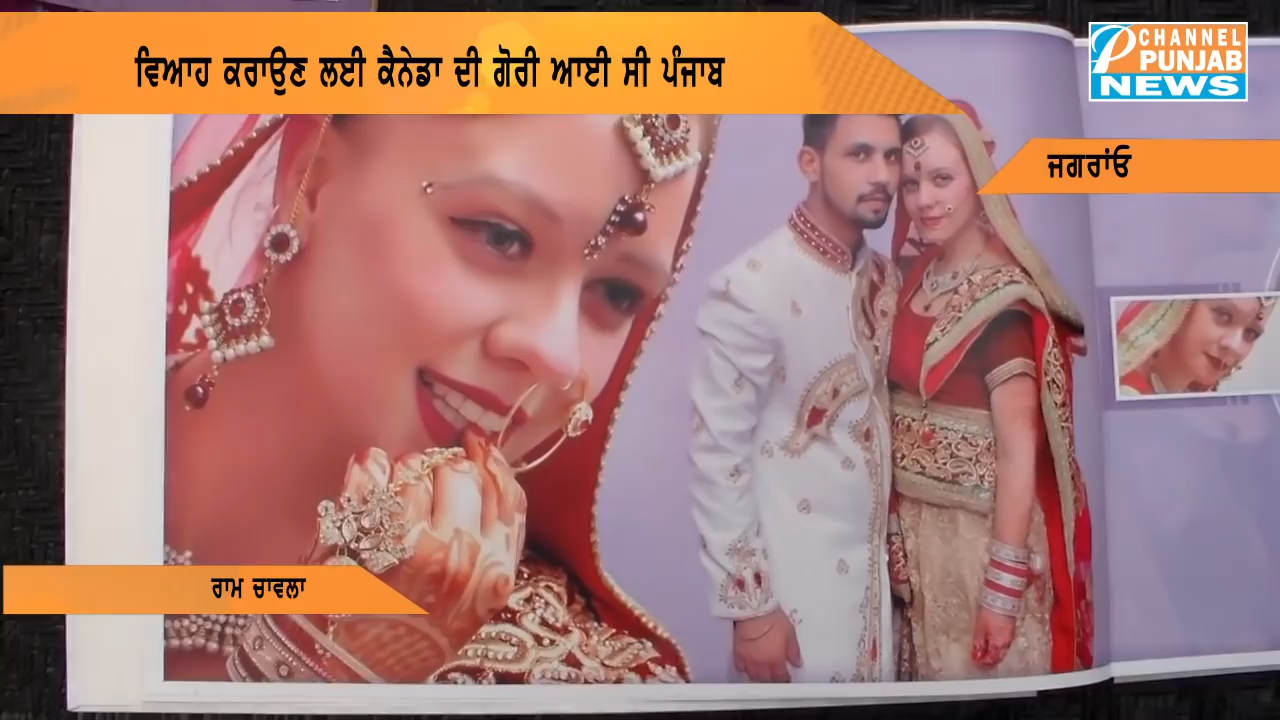 ਵਿਆਹ ਕਰਾਉਣ ਲਈ ਕੈਨੇਡਾ ਦੀ ਗੋਰੀ ਆਈ ਸੀ ਪੰਜਾਬ
CHANNEL
PUNJAB
NEWS
ਜਗਰਾਂਓ
ਰਾਮ ਚਾਵਲਾ